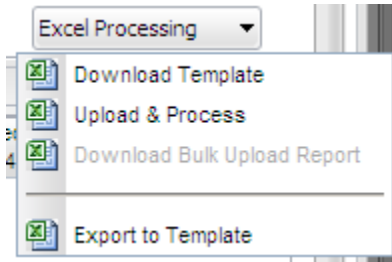 Excel Processing
Download Template
Upload & Process
Download Bulk Upload Report
Export to Template